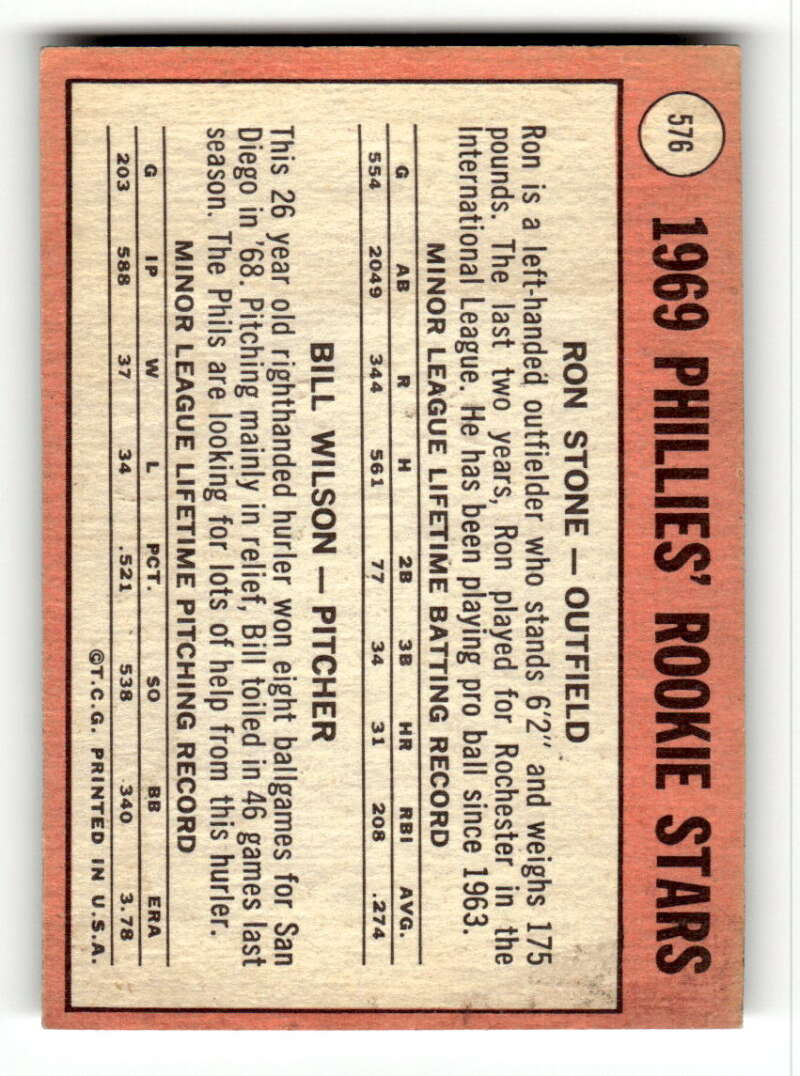 576
1969 PHILLIES' ROOKIE STARS
RON STONE — OUTFIELD
Ron is a left-handed outfielder who stands 6'2" and weighs 175
pounds. The last two years, Ron played for Rochester in the
International League. He has been playing pro ball since 1963.
MINOR LEAGUE LIFETIME BATTING RECORD
G AB R H 2B 3B HR RBI AVG.
554 2049 344 561 77 34 31 208 .274
BILL WILSON — PITCHER
This 26 year old righthanded hurler won eight ballgames for San
Diego in '68. Pitching mainly in relief, Bill toiled in 46 games last
season. The Phils are looking for lots of help from this hurler.
MINOR LEAGUE LIFETIME PITCHING RECORD
G IP W L PCT. SO BB ERA
203 588 37 34 .521 538 340 3.78
©T.C.G. PRINTED IN U.S.A.